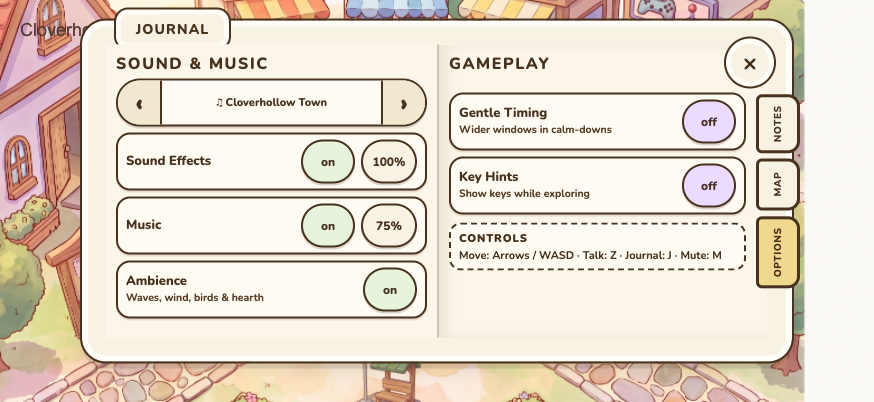 Cloverho
JOURNAL
SOUND & MUSIC
‹ ♫ Cloverhollow Town ›
Sound Effects on 100%
Music on 75%
Ambience on
Waves, wind, birds & hearth
GAMEPLAY
×
Gentle Timing off
Wider windows in calm-downs
Key Hints off
Show keys while exploring
CONTROLS
Move: Arrows / WASD · Talk: Z · Journal: J · Mute: M
NOTES
MAP
OPTIONS